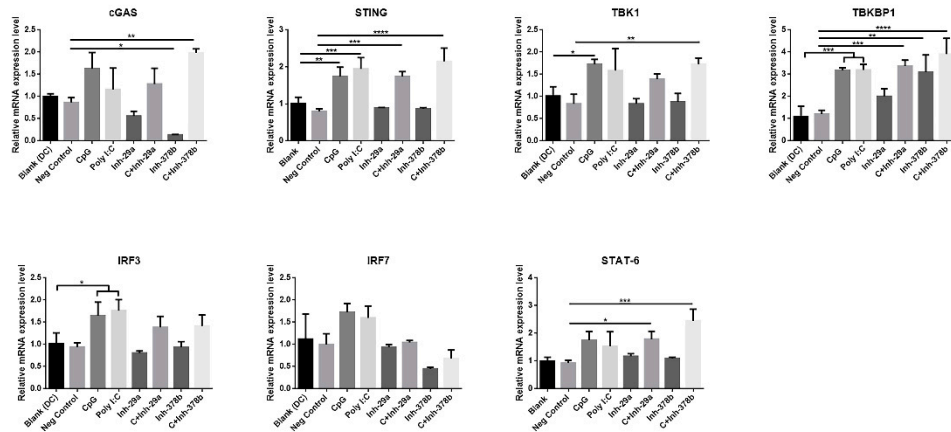 cGAS
**
*
Relative mRNA expression level
2.5
2.0
1.5
1.0
0.5
0.0
Blank (DC)
Neg Control
CpG
Poly I:C
Inh-29a
C+Inh-29a
Inh-378b
C+Inh-378b
STING
****
***
***
**
Relative mRNA expression level
3
2
1
0
Blank
Neg Control
CpG
Poly I:C
Inh-29a
C+Inh-29a
Inh-378b
C+Inh-378b
TBK1
**
*
Relative mRNA expression level
2.5
2.0
1.5
1.0
0.5
0.0
Blank (DC)
Neg Control
CpG
Poly I:C
Inh-29a
C+Inh-29a
Inh-378b
C+Inh-378b
TBKBP1
****
**
***
***
Relative mRNA expression level
5
4
3
2
1
0
Blank (DC)
Neg Control
CpG
Poly I:C
Inh-29a
C+Inh-29a
Inh-378b
C+Inh-378b
IRF3
*
Relative mRNA expression level
2.5
2.0
1.5
1.0
0.5
0.0
Blank (DC)
Neg Control
CpG
Poly I:C
Inh-29a
C+Inh-29a
Inh-378b
C+Inh-378b
IRF7
Relative mRNA expression level
2.5
2.0
1.5
1.0
0.5
0.0
Blank (DC)
Neg Control
CpG
Poly I:C
Inh-29a
C+Inh-29a
Inh-378b
C+Inh-378b
STAT-6
***
*
Relative mRNA expression level
4
3
2
1
0
Blank
Neg Control
CpG
Poly I:C
Inh-29a
C+Inh-29a
Inh-378b
C+Inh-378b